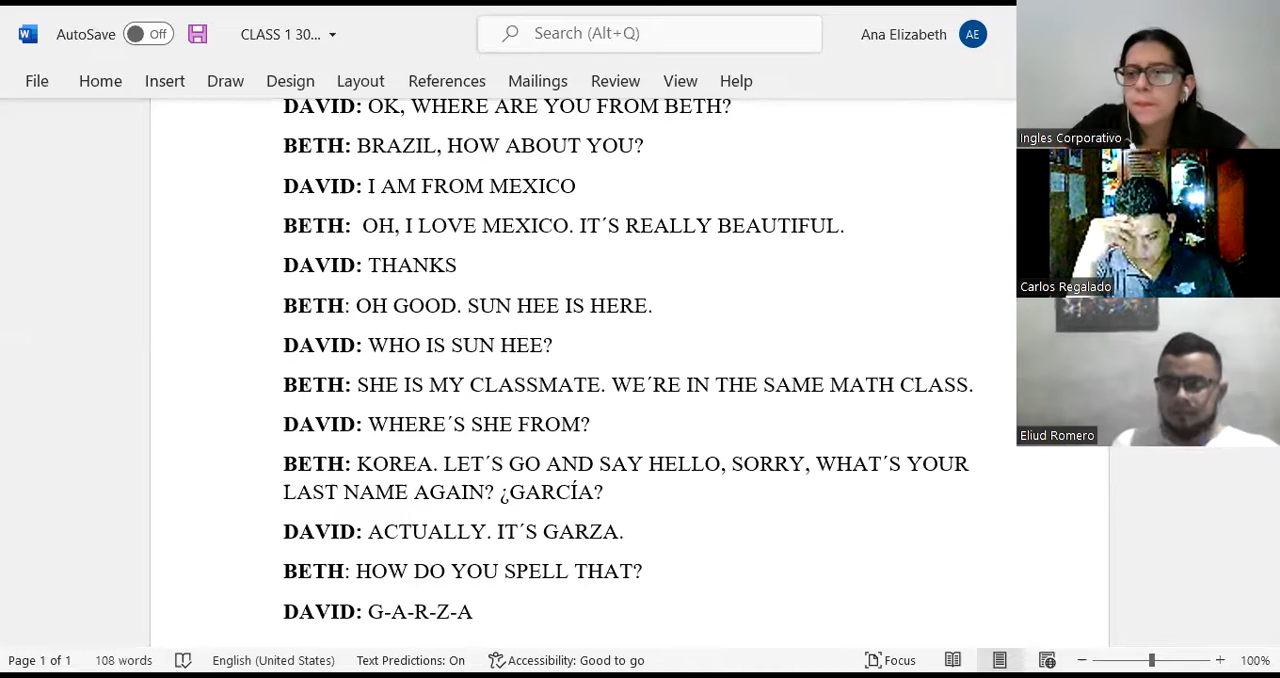 AutoSave Off CLASS 1 30... Search (Alt+Q) Ana Elizabeth AE
File Home Insert Draw Design Layout References Mailings Review View Help
DAVID: OK, WHERE ARE YOU FROM BETH?
BETH: BRAZIL, HOW ABOUT YOU?
DAVID: I AM FROM MEXICO
BETH: OH, I LOVE MEXICO. IT´S REALLY BEAUTIFUL.
DAVID: THANKS
BETH: OH GOOD. SUN HEE IS HERE.
DAVID: WHO IS SUN HEE?
BETH: SHE IS MY CLASSMATE. WE´RE IN THE SAME MATH CLASS.
DAVID: WHERE´S SHE FROM?
BETH: KOREA. LET´S GO AND SAY HELLO, SORRY, WHAT´S YOUR
LAST NAME AGAIN? ¿GARCÍA?
DAVID: ACTUALLY. IT´S GARZA.
BETH: HOW DO YOU SPELL THAT?
DAVID: G-A-R-Z-A
Page 1 of 1 108 words English (United States) Text Predictions: On Accessibility: Good to go Focus 100%
Ingles Corporativo
Carlos Regalado
Eliud Romero